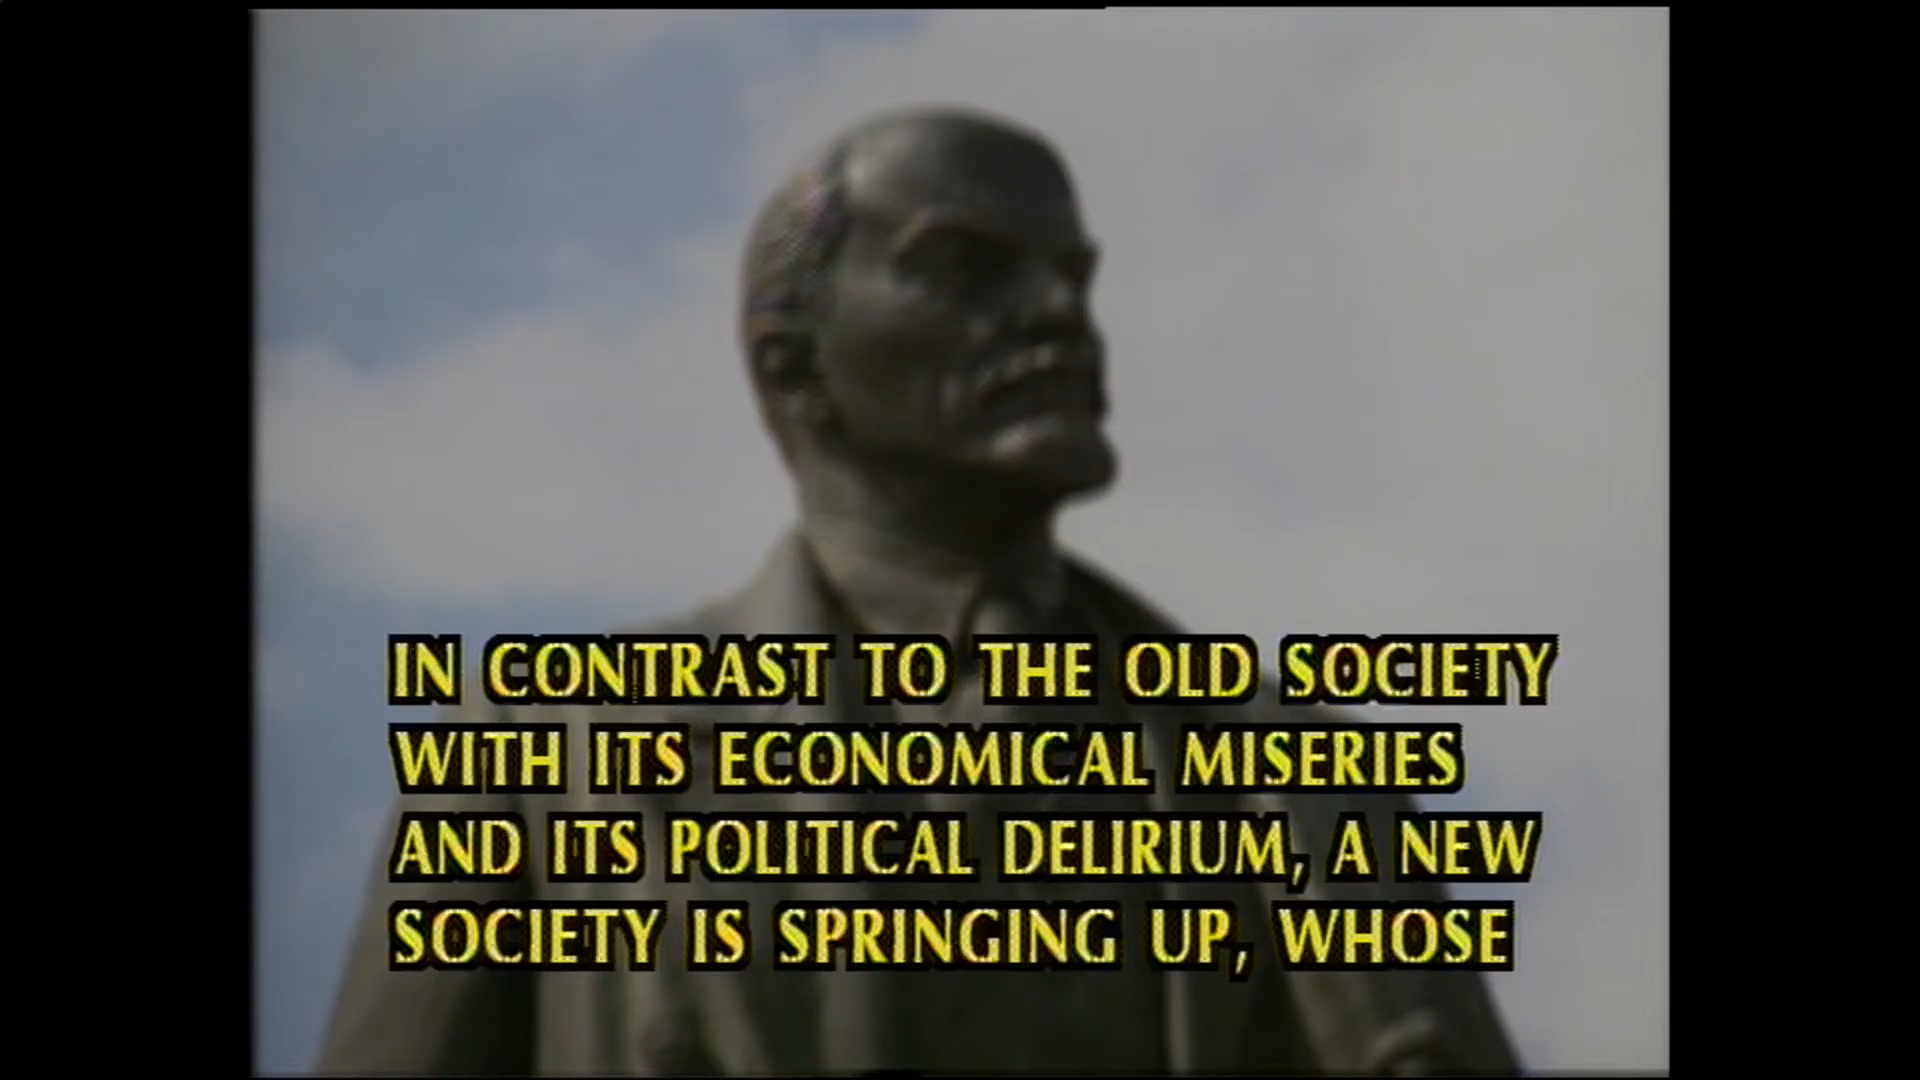 IN CONTRAST TO THE OLD SOCIETY
WITH ITS ECONOMICAL MISERIES
AND ITS POLITICAL DELIRIUM, A NEW
SOCIETY IS SPRINGING UP, WHOSE